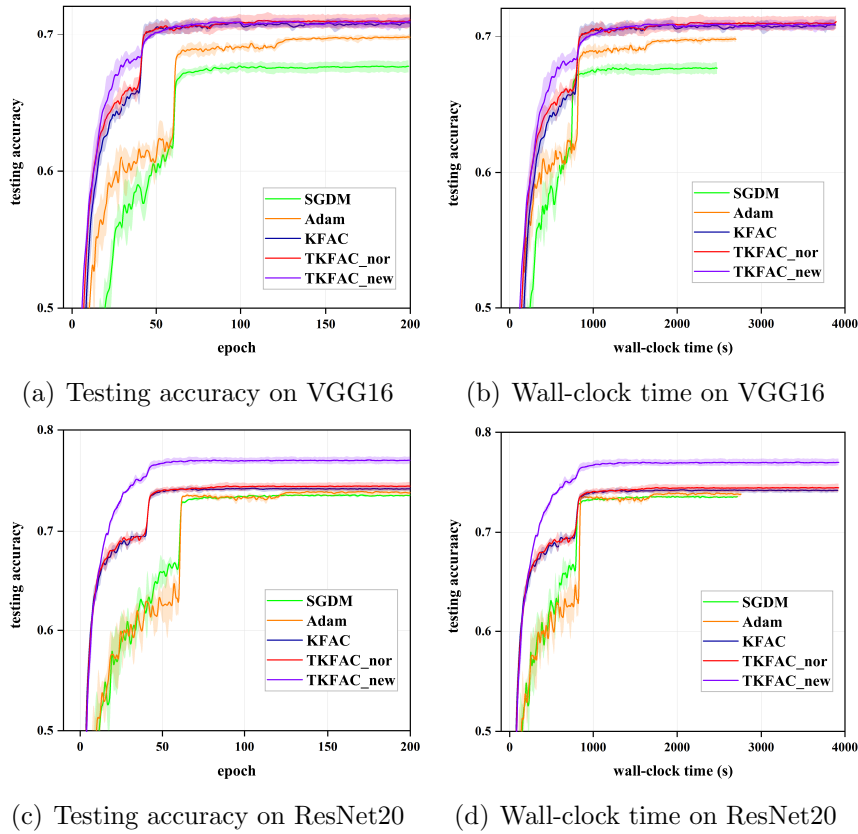 0.7
0.6
0.5
testing accuracy
0
50
100
150
200
epoch
SGDM
Adam
KFAC
TKFAC_nor
TKFAC_new
(a) Testing accuracy on VGG16
0.7
0.6
0.5
testing accuracy
0
1000
2000
3000
4000
wall-clock time (s)
SGDM
Adam
KFAC
TKFAC_nor
TKFAC_new
(b) Wall-clock time on VGG16
0.8
0.7
0.6
0.5
testing accuracy
0
50
100
150
200
epoch
SGDM
Adam
KFAC
TKFAC_nor
TKFAC_new
(c) Testing accuracy on ResNet20
0.8
0.7
0.6
0.5
testing accuraacy
0
1000
2000
3000
4000
wall-clock time (s)
SGDM
Adam
KFAC
TKFAC_nor
TKFAC_new
(d) Wall-clock time on ResNet20